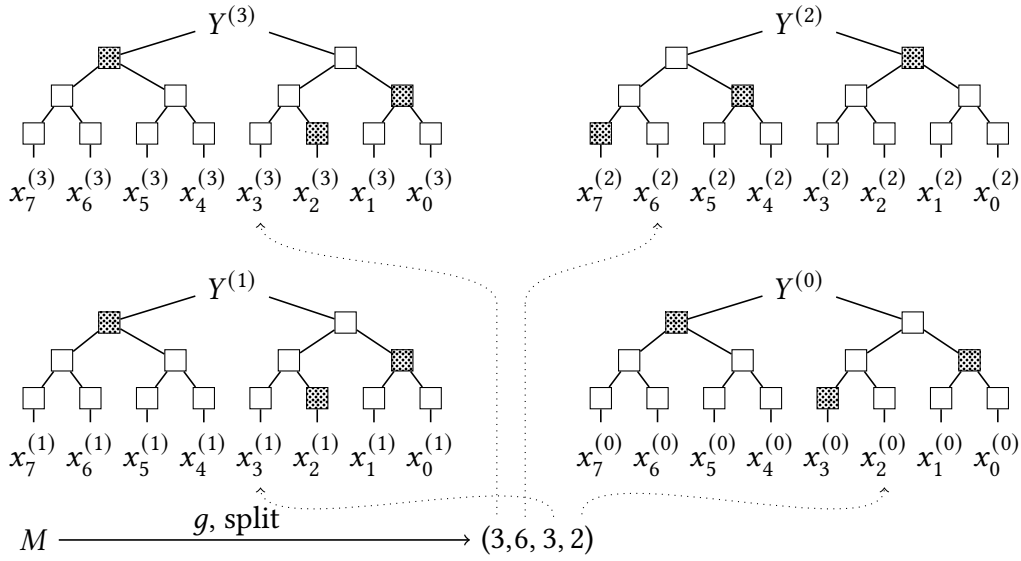 Y^{(3)} Y^{(2)}
x_7^{(3)} x_6^{(3)} x_5^{(3)} x_4^{(3)} x_3^{(3)} x_2^{(3)} x_1^{(3)} x_0^{(3)} x_7^{(2)} x_6^{(2)} x_5^{(2)} x_4^{(2)} x_3^{(2)} x_2^{(2)} x_1^{(2)} x_0^{(2)}
Y^{(1)} Y^{(0)}
x_7^{(1)} x_6^{(1)} x_5^{(1)} x_4^{(1)} x_3^{(1)} x_2^{(1)} x_1^{(1)} x_0^{(1)} x_7^{(0)} x_6^{(0)} x_5^{(0)} x_4^{(0)} x_3^{(0)} x_2^{(0)} x_1^{(0)} x_0^{(0)}
g, split
M (3,6, 3, 2)